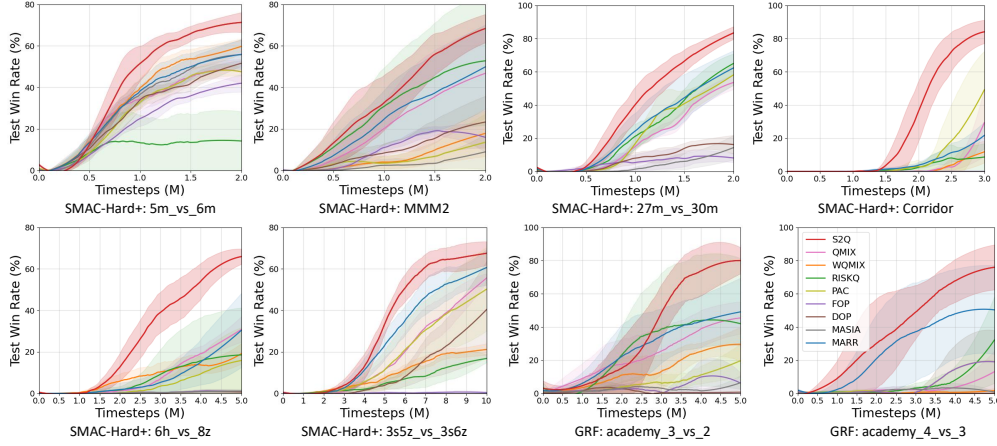 80
60
40
20
0
Test Win Rate (%)
0.0 0.5 1.0 1.5 2.0
Timesteps (M)
SMAC-Hard+: 5m_vs_6m
80
60
40
20
0
Test Win Rate (%)
0.0 0.5 1.0 1.5 2.0
Timesteps (M)
SMAC-Hard+: MMM2
100
80
60
40
20
0
Test Win Rate (%)
0.0 0.5 1.0 1.5 2.0
Timesteps (M)
SMAC-Hard+: 27m_vs_30m
100
80
60
40
20
0
Test Win Rate (%)
0.0 0.5 1.0 1.5 2.0 2.5 3.0
Timesteps (M)
SMAC-Hard+: Corridor
80
60
40
20
0
Test Win Rate (%)
0.0 0.5 1.0 1.5 2.0 2.5 3.0 3.5 4.0 4.5 5.0
Timesteps (M)
SMAC-Hard+: 6h_vs_8z
80
60
40
20
0
Test Win Rate (%)
0 1 2 3 5 7 8 9 10
Timesteps (M)
SMAC-Hard+: 3s5z_vs_3s6z
100
80
60
40
20
0
Test Win Rate (%)
0.0 0.5 1.0 1.5 2.0 2.5 3.0 3.5 4.0 4.5 5.0
Timesteps (M)
GRF: academy_3_vs_2
100
80
60
40
20
0
Test Win Rate (%)
S2Q
QMIX
WQMIX
RISKQ
PAC
FOP
DOP
MASIA
MARR
0.0 0.5 1.0 1.5 2.0 2.5 3.0 3.5 4.0 4.5 5.0
Timesteps (M)
GRF: academy_4_vs_3